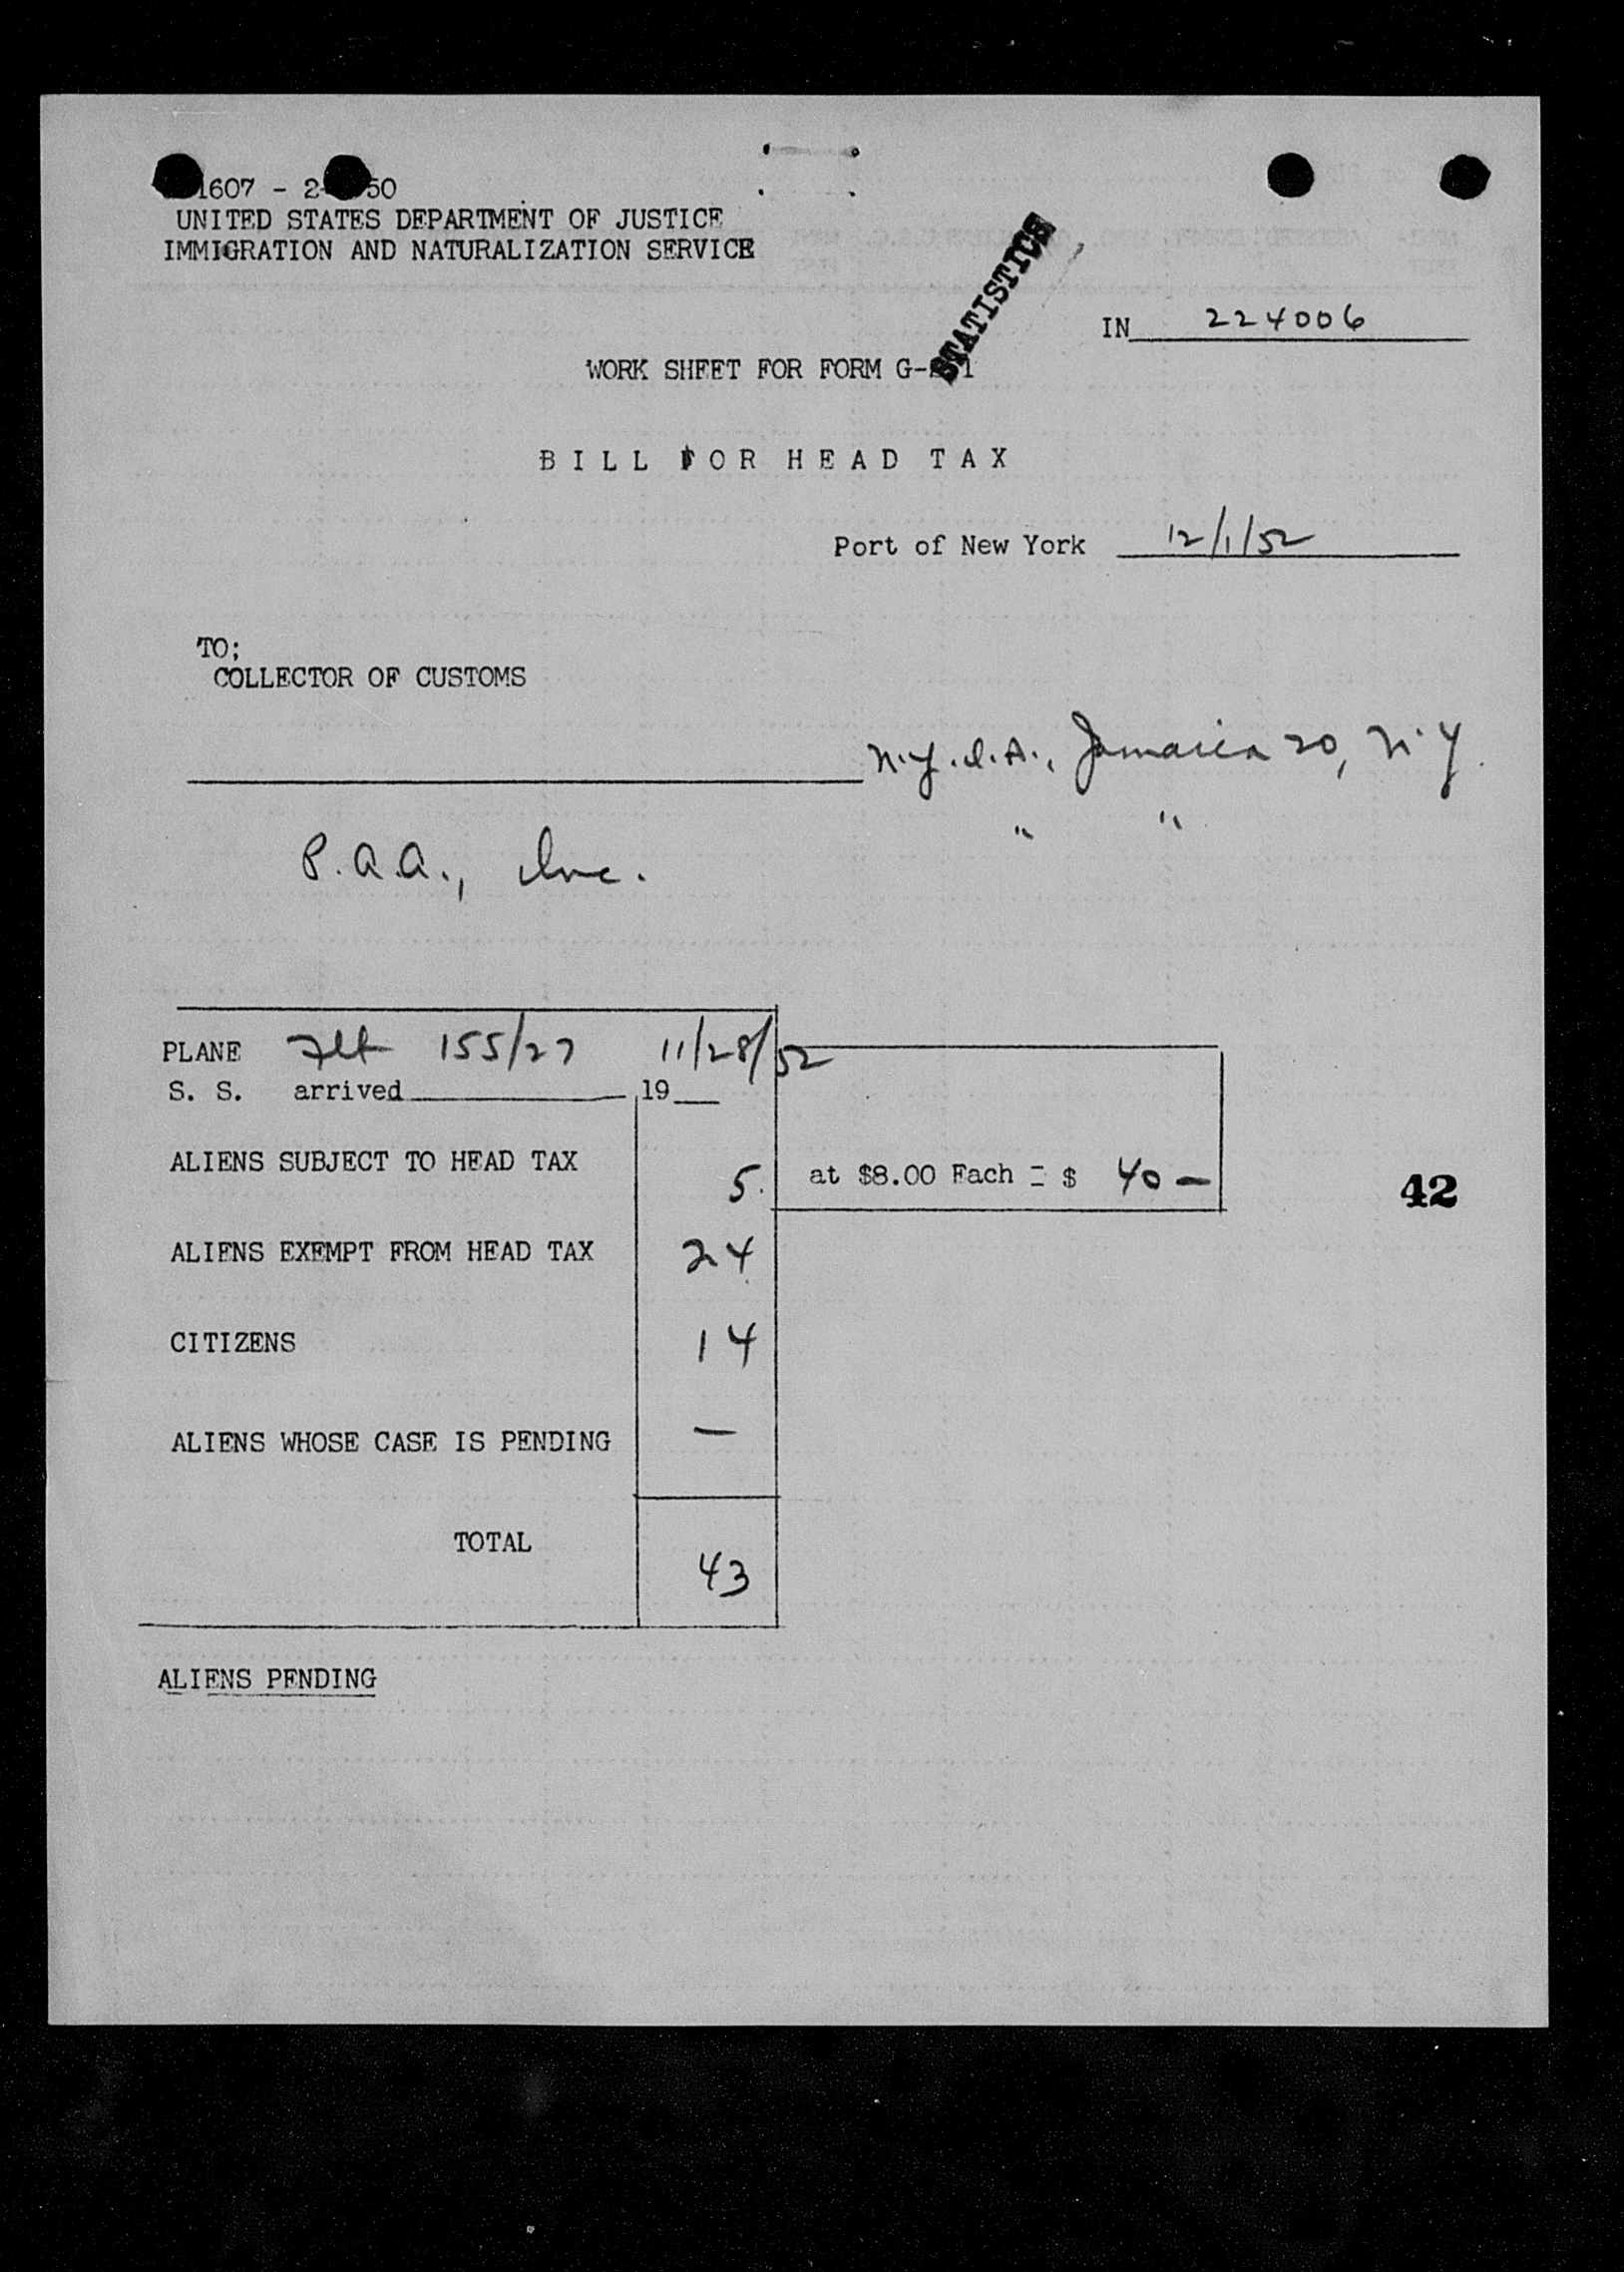 1607 - 2- 50
UNITED STATES DEPARTMENT OF JUSTICE
IMMIGRATION AND NATURALIZATION SERVICE
STATISTICS
IN 224006
WORK SHEET FOR FORM G-
BILL FOR HEAD TAX
Port of New York 12/1/52
TO;
COLLECTOR OF CUSTOMS
N.Y.I.A., Jamaica 20, N.Y.
" "
P.A.A., Inc.
PLANE Flt 155/27 11/28/52
S. S. arrived 19
ALIENS SUBJECT TO HEAD TAX 5. at $8.00 Each = $ 40 -
42
ALIENS EXEMPT FROM HEAD TAX 24
CITIZENS 14
ALIENS WHOSE CASE IS PENDING —
TOTAL 43
ALIENS PENDING